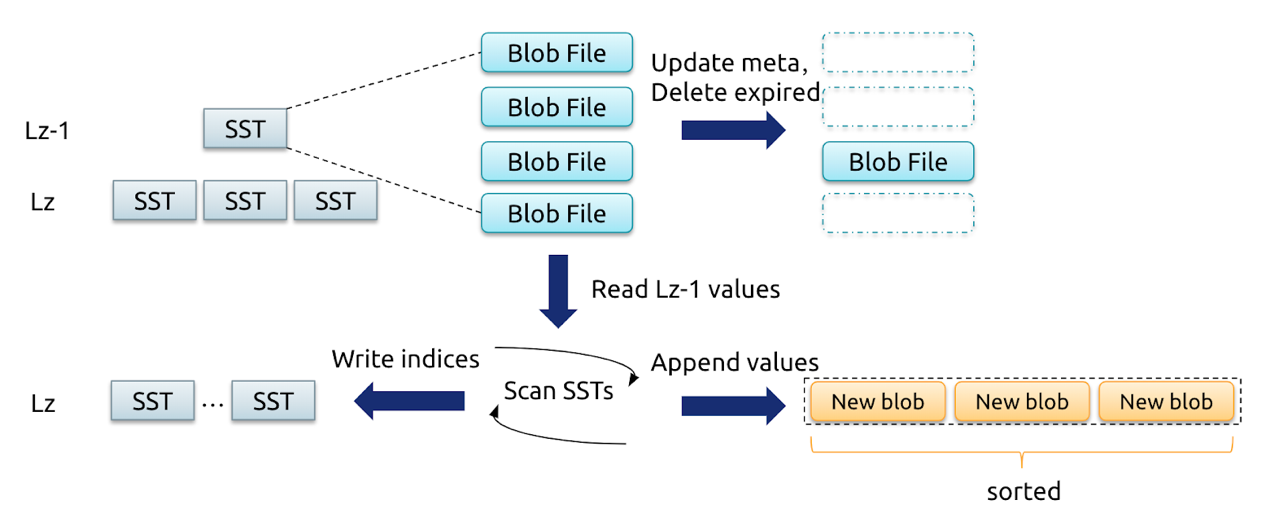 Blob File
Update meta,
Delete expired
Blob File
Lz-1
SST
Blob File
Blob File
Lz
SST
SST
SST
Blob File
Read Lz-1 values
Write indices
Append values
Scan SSTs
Lz
SST
...
SST
New blob
New blob
New blob
sorted